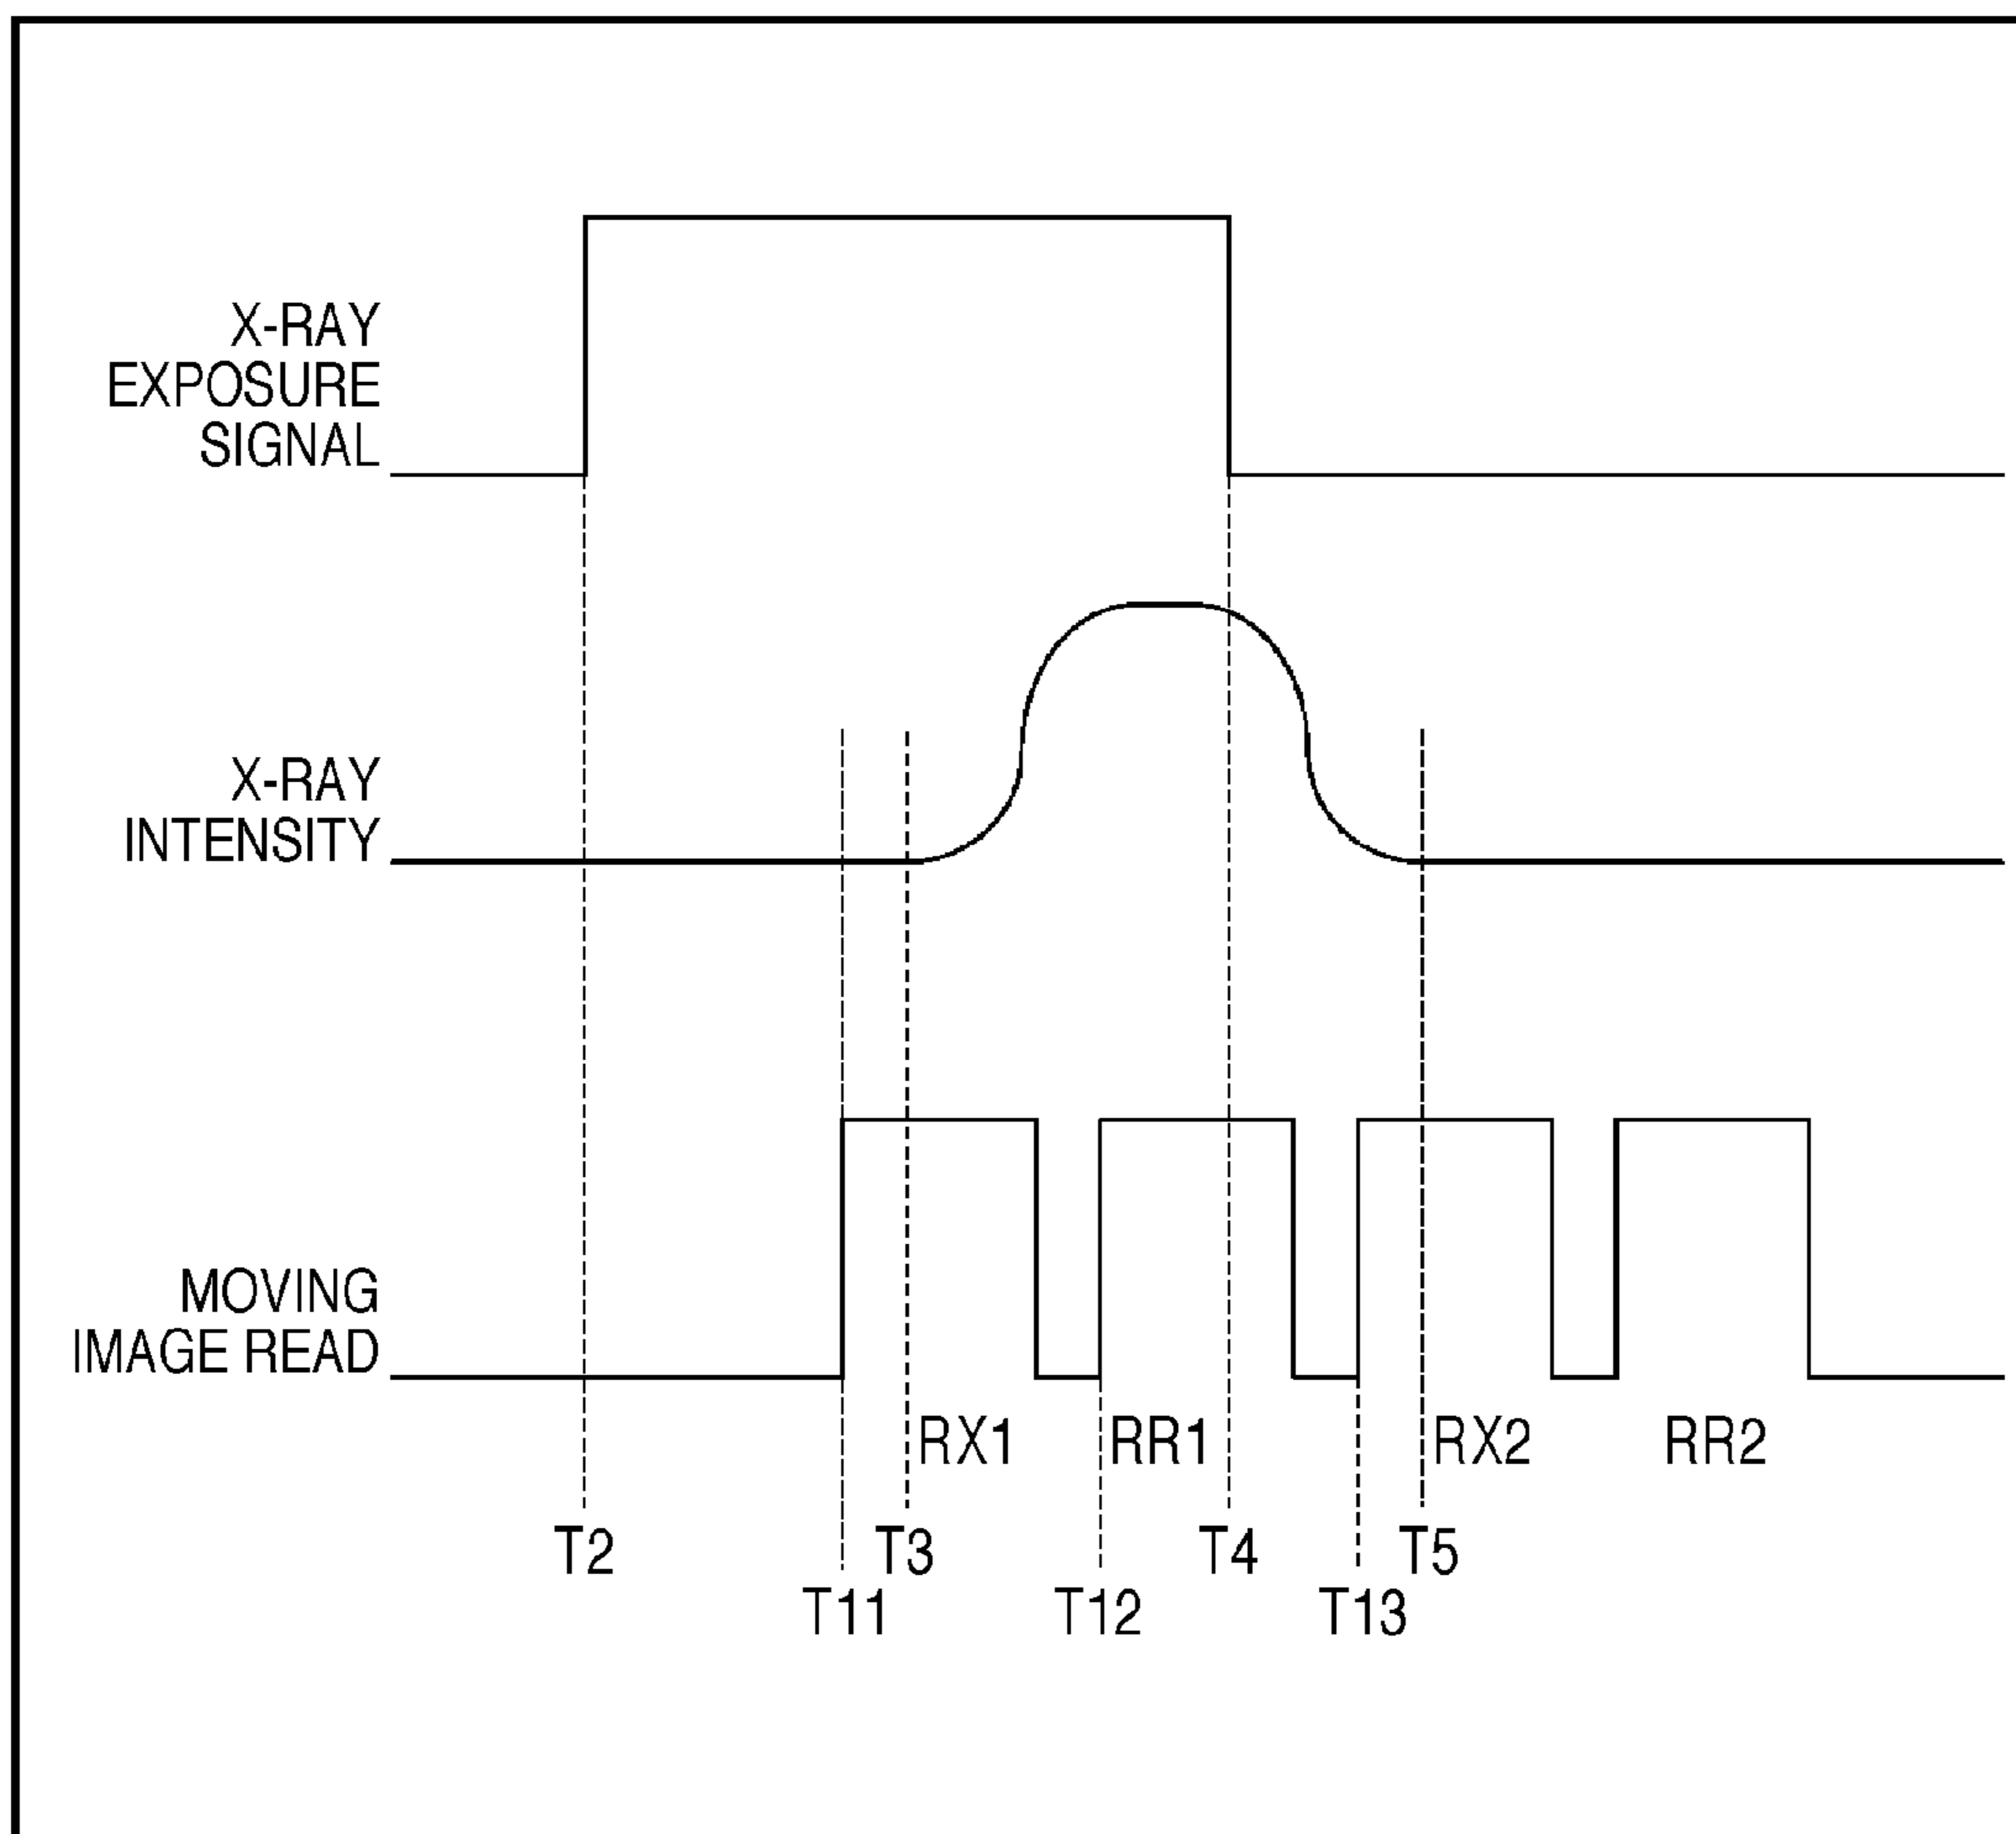 X-RAY
EXPOSURE
SIGNAL
X-RAY
INTENSITY
MOVING
IMAGE READ
RX1 RR1 RX2 RR2
T2 T3 T4 T5
T11 T12 T13